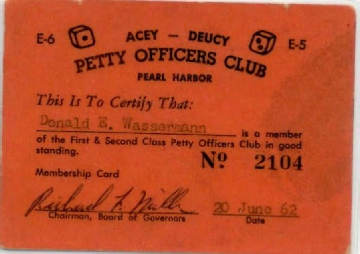 E-6 ACEY — DEUCY E-5
PETTY OFFICERS CLUB
PEARL HARBOR
This Is To Certify That:
Donald E. Wassermann
is a member
of the First & Second Class Petty Officers Club in good
standing.
Nº 2104
Membership Card
Richard L. Miller 20 June 62
Chairman, Board of Governors Date